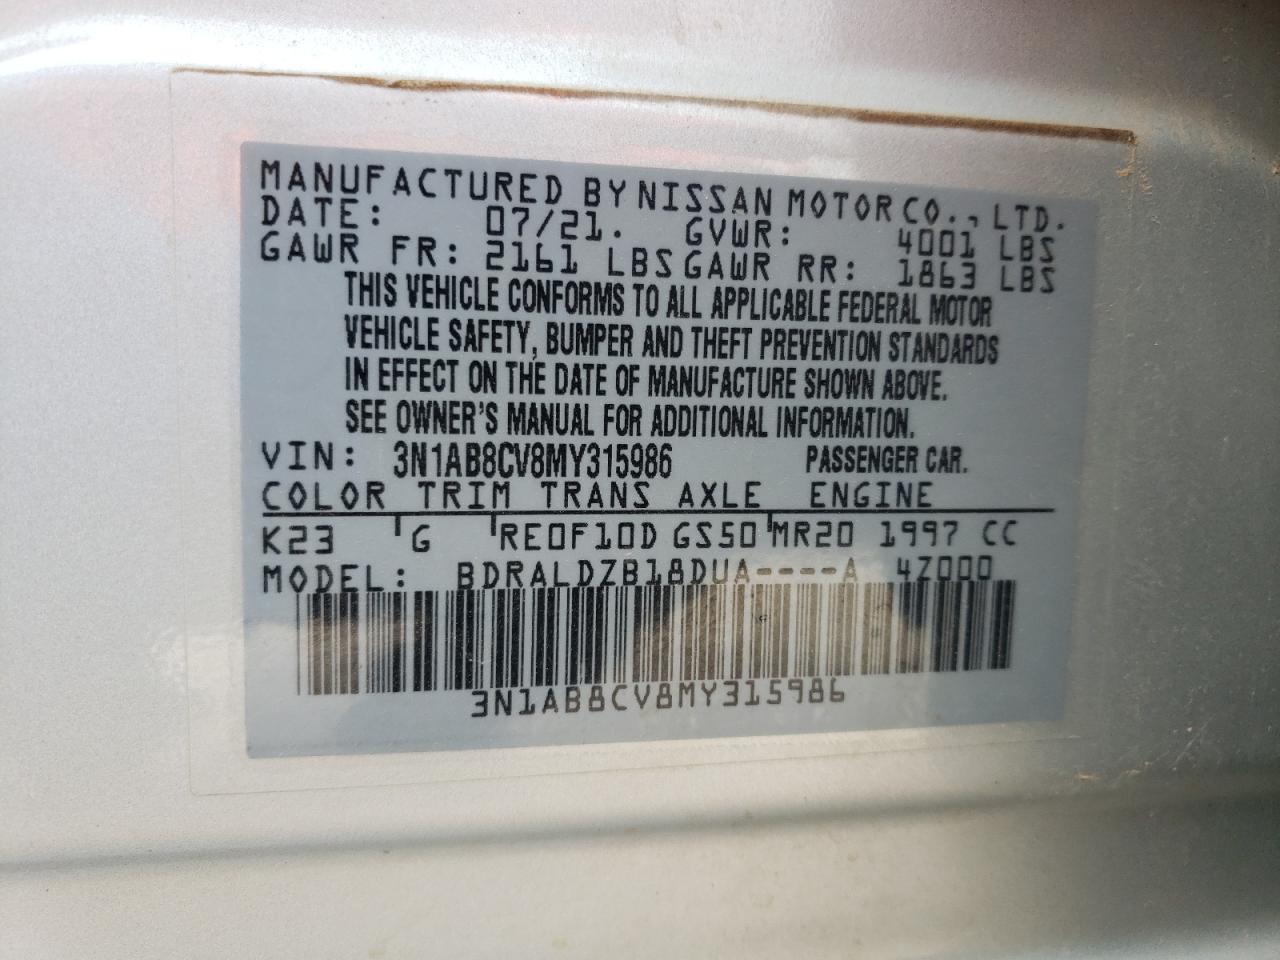 MANUFACTURED BY NISSAN MOTOR CO., LTD.
DATE: 07/21. GVWR: 4001 LBS
GAWR FR: 2161 LBS GAWR RR: 1863 LBS
THIS VEHICLE CONFORMS TO ALL APPLICABLE FEDERAL MOTOR
VEHICLE SAFETY, BUMPER AND THEFT PREVENTION STANDARDS
IN EFFECT ON THE DATE OF MANUFACTURE SHOWN ABOVE.
SEE OWNER'S MANUAL FOR ADDITIONAL INFORMATION.
VIN: 3N1AB8CV8MY315986 PASSENGER CAR.
COLOR TRIM TRANS AXLE ENGINE
K23 G RE0F10D GS50 MR20 1997 CC
MODEL: BDRALDZB18DUA----A 4Z000
3N1AB8CV8MY315986